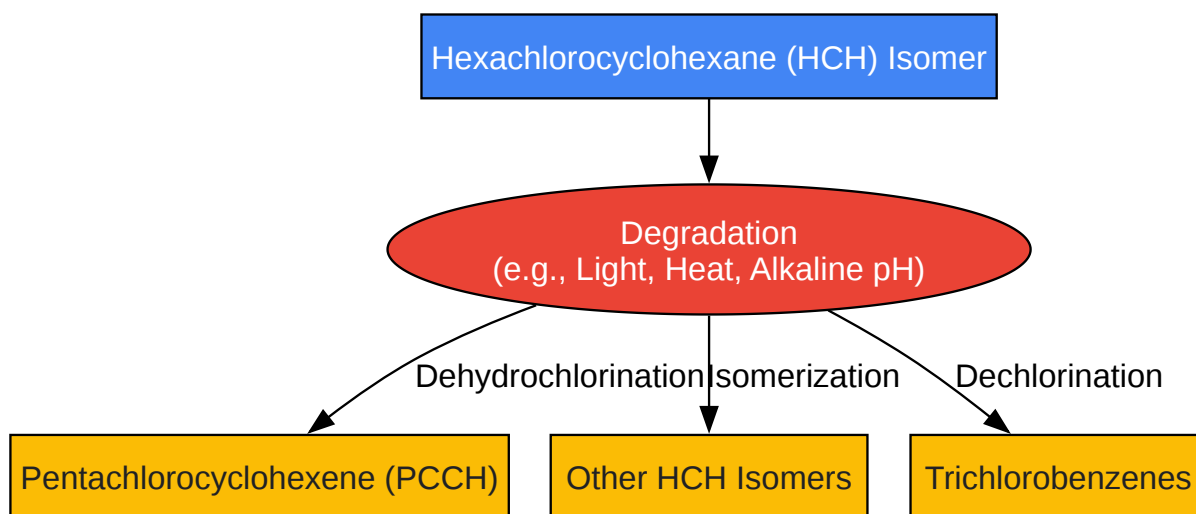 Hexachlorocyclohexane (HCH) Isomer
Degradation
(e.g., Light, Heat, Alkaline pH)
Dehydrochlorination
Isomerization
Dechlorination
Pentachlorocyclohexene (PCCH)
Other HCH Isomers
Trichlorobenzenes